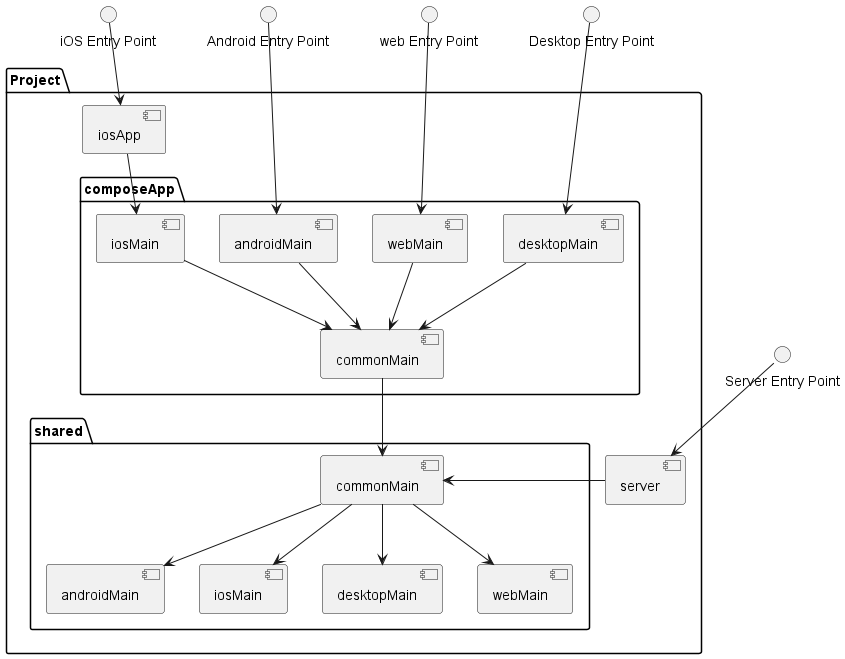 iOS Entry Point
Android Entry Point
web Entry Point
Desktop Entry Point
Project
iosApp
composeApp
iosMain
androidMain
webMain
desktopMain
commonMain
Server Entry Point
shared
commonMain
server
androidMain
iosMain
desktopMain
webMain